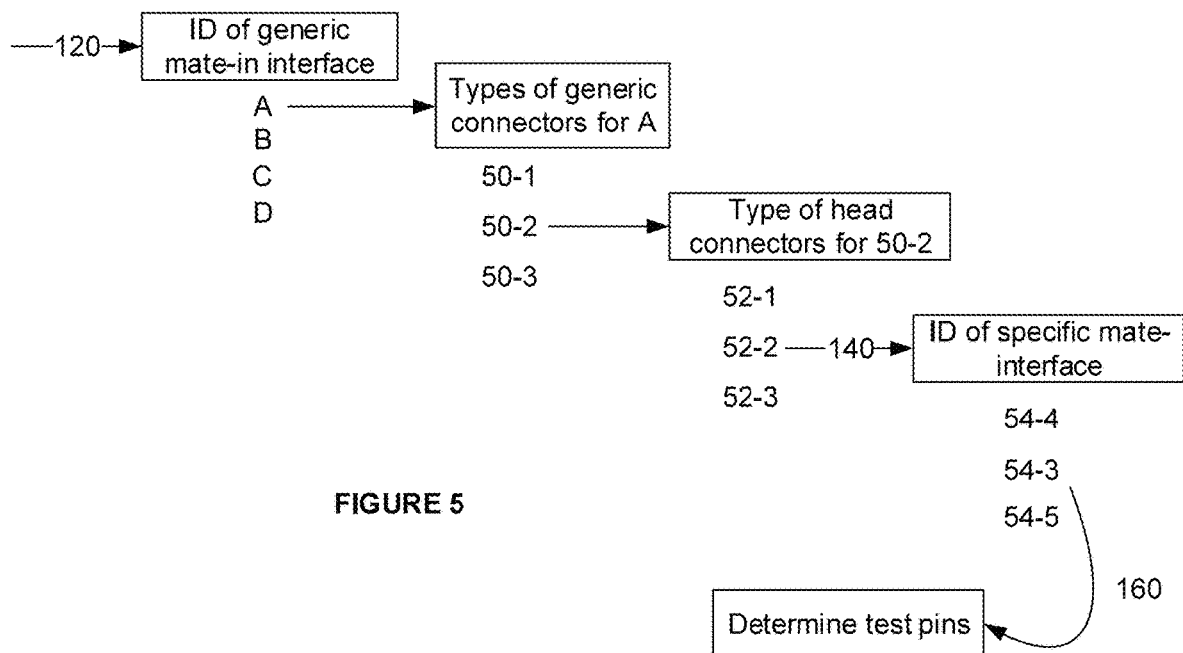 120
ID of generic
mate-in interface
A
B
C
D
Types of generic
connectors for A
50-1
50-2
50-3
Type of head
connectors for 50-2
52-1
52-2
52-3
140
ID of specific mate-
interface
54-4
54-3
54-5
160
Determine test pins
FIGURE 5